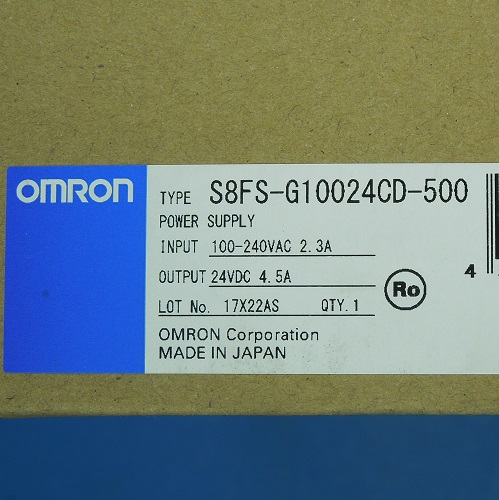 OMRON
TYPE S8FS-G10024CD-500
POWER SUPPLY
INPUT 100-240VAC 2.3A
OUTPUT 24VDC 4.5A
LOT No. 17X22AS QTY.1
Ro
4
OMRON Corporation
MADE IN JAPAN